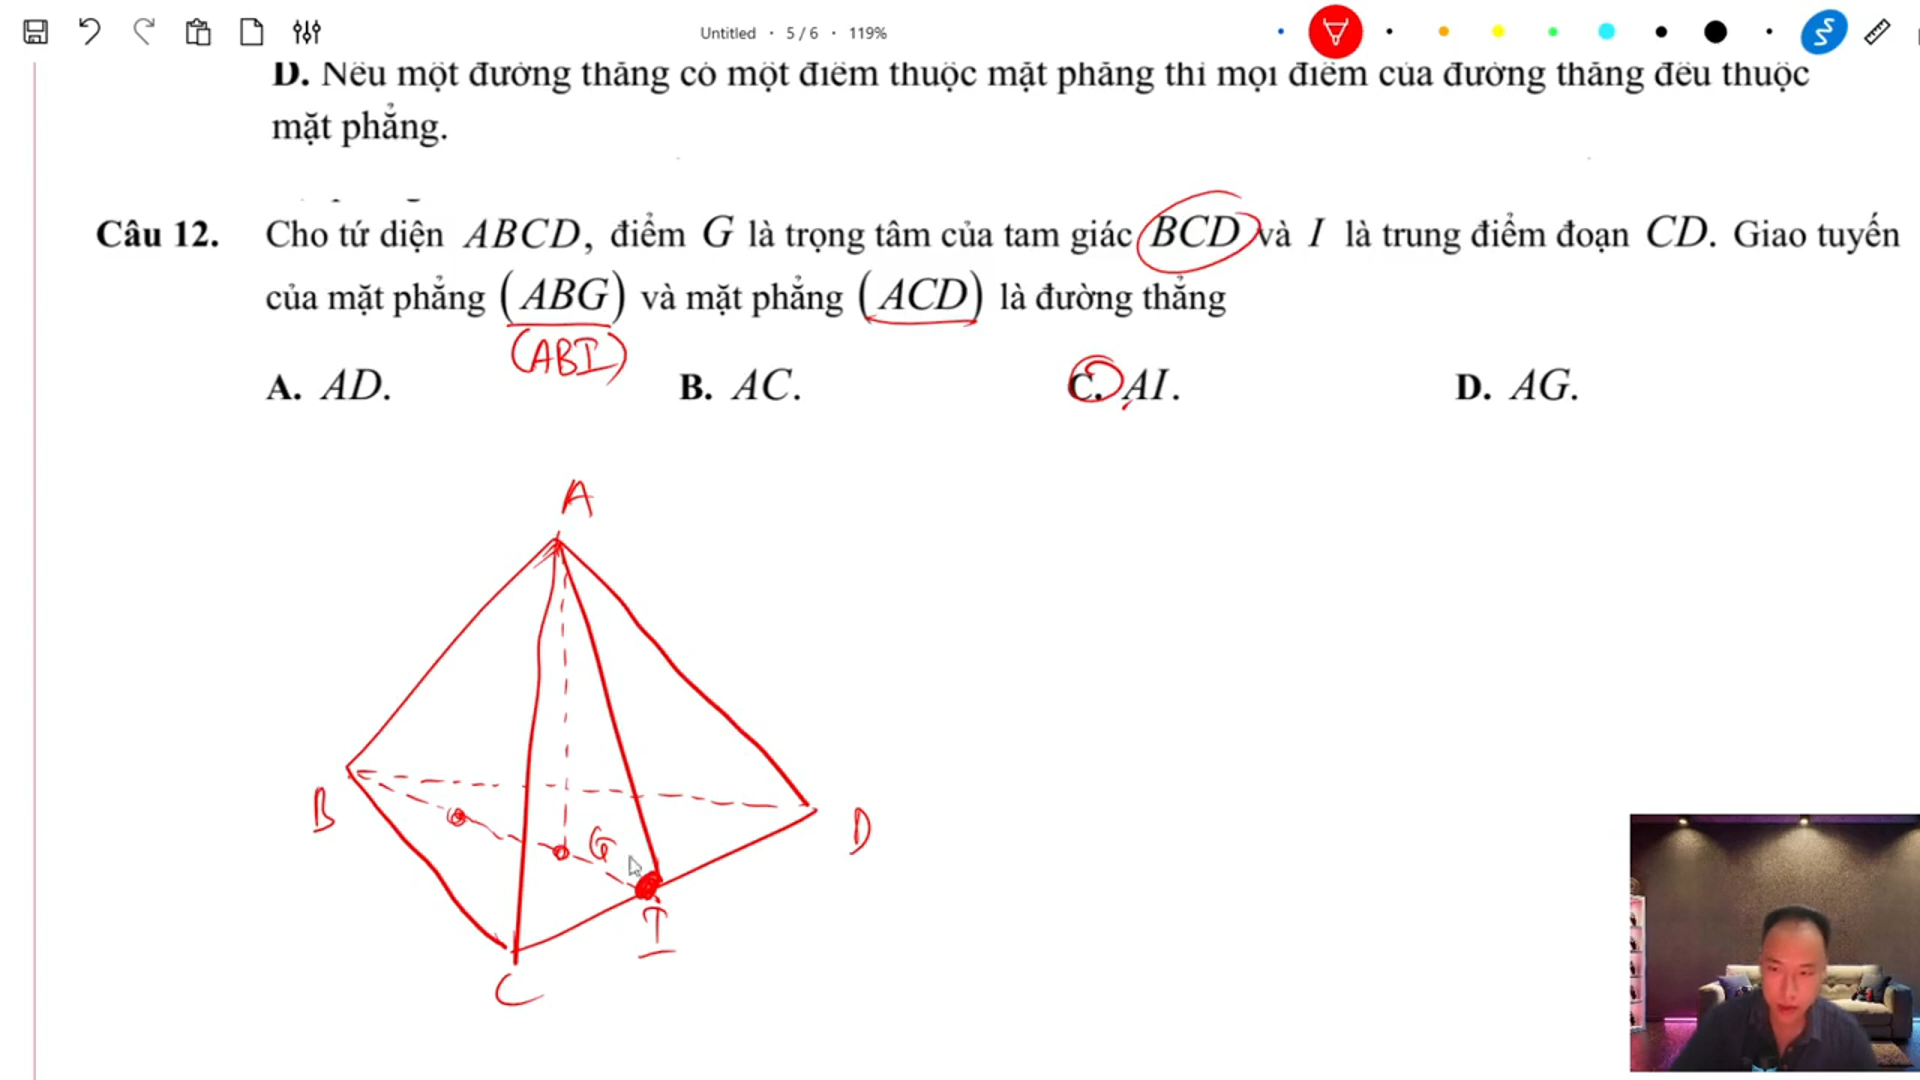 Untitled • 5 / 6 • 119%
D. Nếu một đường thẳng có một điểm thuộc mặt phẳng thì mọi điểm của đường thẳng đều thuộc
mặt phẳng.
Câu 12. Cho tứ diện ABCD, điểm G là trọng tâm của tam giác BCD và I là trung điểm đoạn CD. Giao tuyến
của mặt phẳng (ABG) và mặt phẳng (ACD) là đường thẳng
(ABI)
A. AD. B. AC. C. AI. D. AG.
A
B
D
G
I
C